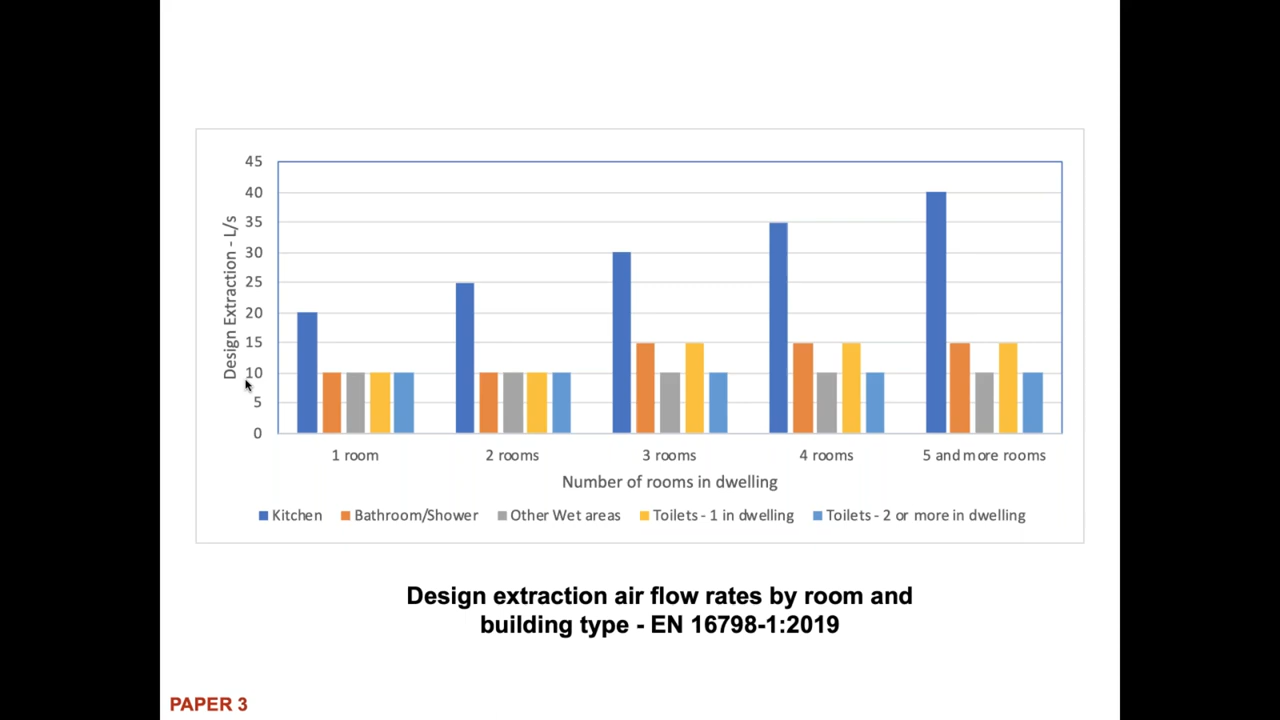 45
40
35
30
25
20
15
10
5
0
Design Extraction - L/s
1 room 2 rooms 3 rooms 4 rooms 5 and more rooms
Number of rooms in dwelling
Kitchen Bathroom/Shower Other Wet areas Toilets - 1 in dwelling Toilets - 2 or more in dwelling
Design extraction air flow rates by room and
building type - EN 16798-1:2019
PAPER 3